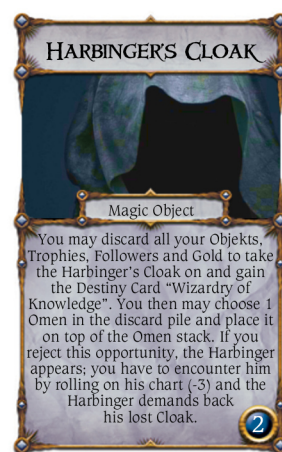 HARBINGER'S CLOAK
Magic Object
You may discard all your Objekts,
Trophies, Followers and Gold to take
the Harbinger's Cloak on and gain
the Destiny Card “Wizardry of
Knowledge”. You then may choose 1
Omen in the discard pile and place it
on top of the Omen stack. If you
reject this opportunity, the Harbinger
appears; you have to encounter him
by rolling on his chart (-3) and the
Harbinger demands back
his lost Cloak.
2